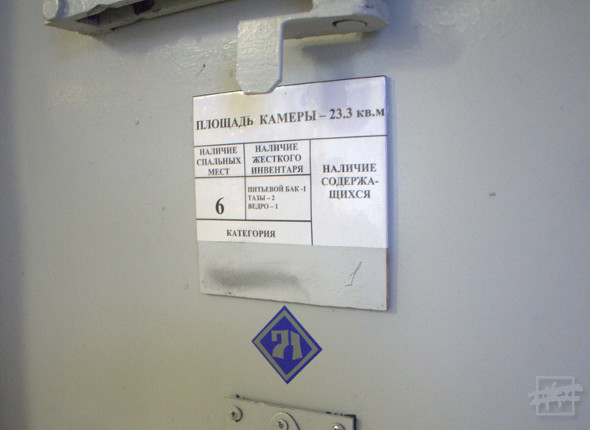 ПЛОЩАДЬ КАМЕРЫ – 23.3 кв.м
НАЛИЧИЕ
СПАЛЬНЫХ
МЕСТ
НАЛИЧИЕ
ЖЕСТКОГО
ИНВЕНТАРЯ
НАЛИЧИЕ
СОДЕРЖА-
ЩИХСЯ
6
ПИТЬЕВОЙ БАК -1
ТАЗЫ – 2
ВЕДРО – 1
КАТЕГОРИЯ
1
71